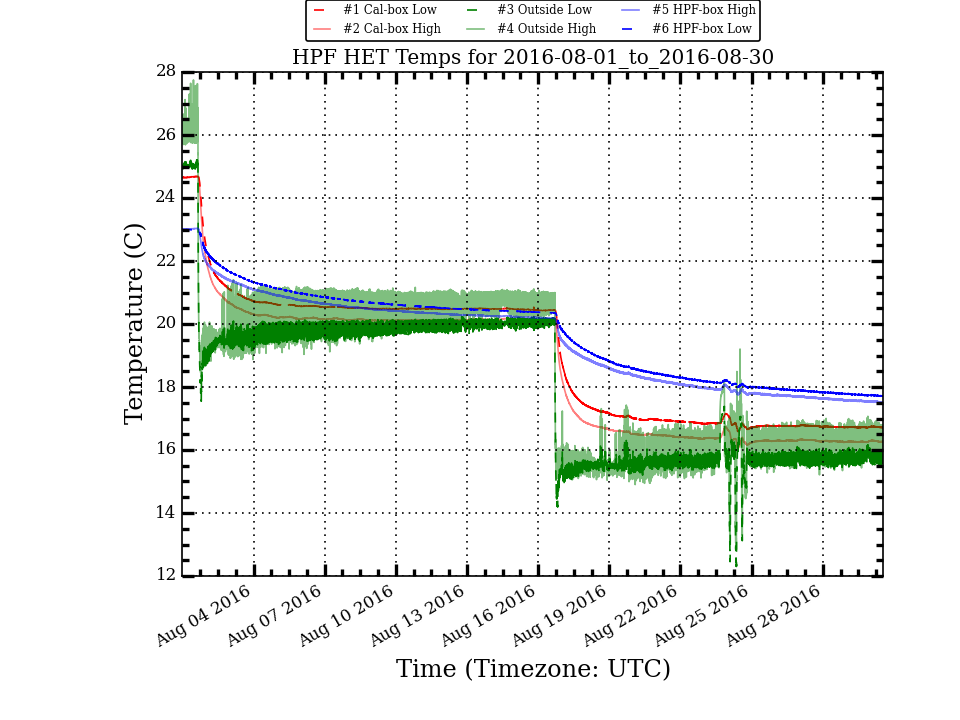 #1 Cal-box Low #3 Outside Low #5 HPF-box High
#2 Cal-box High #4 Outside High #6 HPF-box Low
HPF HET Temps for 2016-08-01_to_2016-08-30
28
26
24
22
20
18
16
14
12
Temperature (C)
Aug 04 2016 Aug 07 2016 Aug 10 2016 Aug 13 2016 Aug 16 2016 Aug 19 2016 Aug 22 2016 Aug 25 2016 Aug 28 2016
Time (Timezone: UTC)